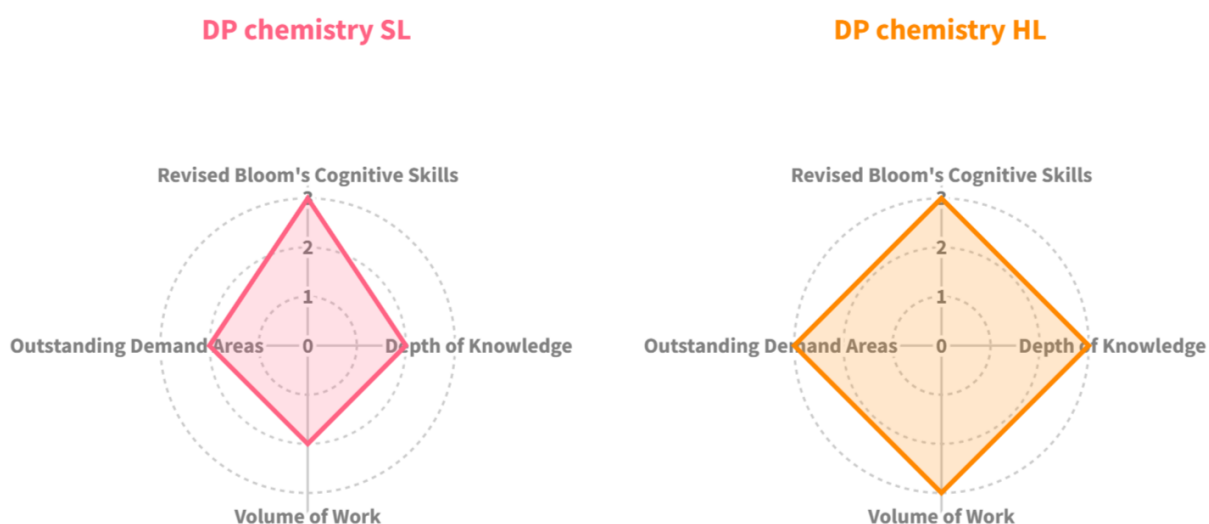 DP chemistry SL
DP chemistry HL
Revised Bloom's Cognitive Skills
3
2
1
Outstanding Demand Areas
0
Depth of Knowledge
Volume of Work
Revised Bloom's Cognitive Skills
3
2
1
Outstanding Demand Areas
0
Depth of Knowledge
Volume of Work